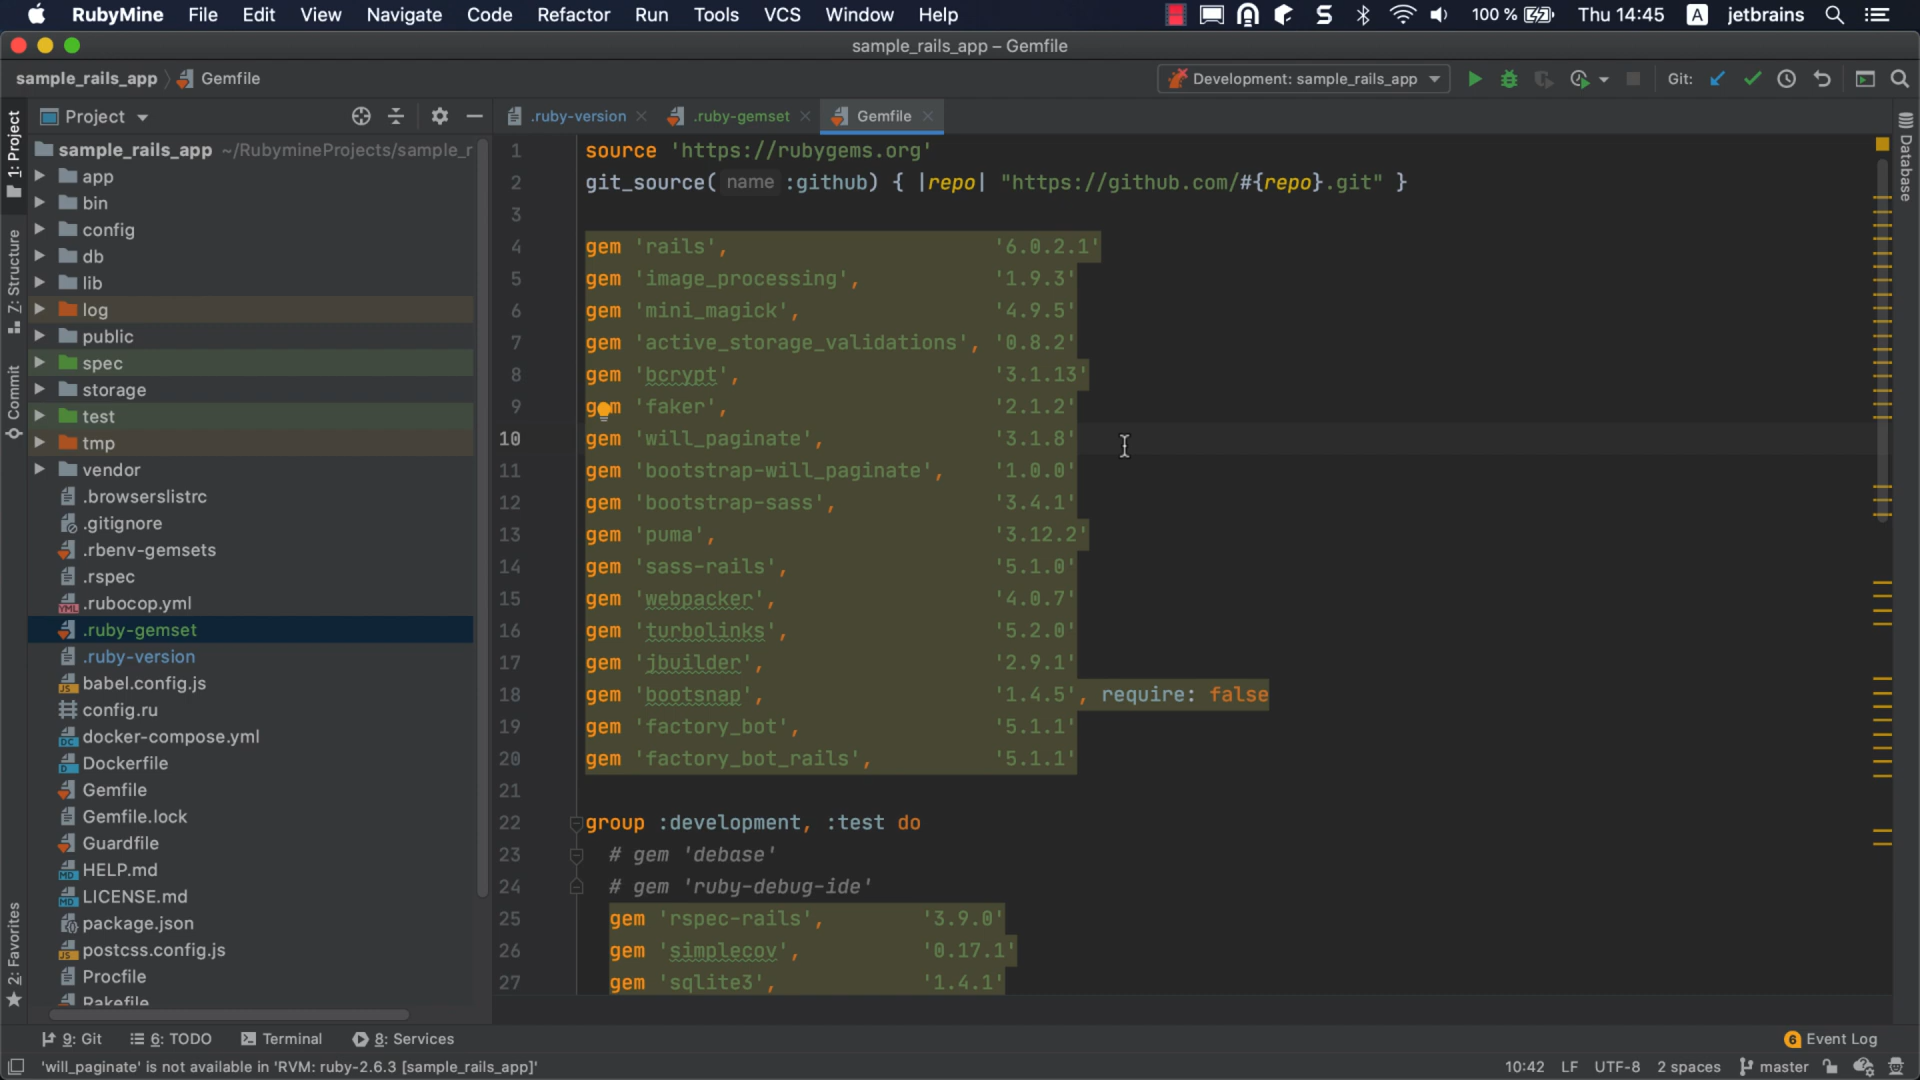 RubyMine File Edit View Navigate Code Refactor Run Tools VCS Window Help 100 % Thu 14:45 A jetbrains
sample_rails_app – Gemfile
sample_rails_app Gemfile Development: sample_rails_app Git:
1: Project
Z: Structure
Commit
2: Favorites
Project
sample_rails_app ~/RubymineProjects/sample_r
app
bin
config
db
lib
log
public
spec
storage
test
tmp
vendor
.browserslistrc
.gitignore
.rbenv-gemsets
.rspec
.rubocop.yml
.ruby-gemset
.ruby-version
babel.config.js
config.ru
docker-compose.yml
Dockerfile
Gemfile
Gemfile.lock
Guardfile
HELP.md
LICENSE.md
package.json
postcss.config.js
Procfile
Rakefile
.ruby-version .ruby-gemset Gemfile
1 source 'https://rubygems.org'
2 git_source( name :github) { |repo| "https://github.com/#{repo}.git" }
3
4 gem 'rails', '6.0.2.1'
5 gem 'image_processing', '1.9.3'
6 gem 'mini_magick', '4.9.5'
7 gem 'active_storage_validations', '0.8.2'
8 gem 'bcrypt', '3.1.13'
9 gem 'faker', '2.1.2'
10 gem 'will_paginate', '3.1.8'
11 gem 'bootstrap-will_paginate', '1.0.0'
12 gem 'bootstrap-sass', '3.4.1'
13 gem 'puma', '3.12.2'
14 gem 'sass-rails', '5.1.0'
15 gem 'webpacker', '4.0.7'
16 gem 'turbolinks', '5.2.0'
17 gem 'jbuilder', '2.9.1'
18 gem 'bootsnap', '1.4.5', require: false
19 gem 'factory_bot', '5.1.1'
20 gem 'factory_bot_rails', '5.1.1'
21
22 group :development, :test do
23 # gem 'debase'
24 # gem 'ruby-debug-ide'
25 gem 'rspec-rails', '3.9.0'
26 gem 'simplecov', '0.17.1'
27 gem 'sqlite3', '1.4.1'
Database
9: Git 6: TODO Terminal 8: Services 6 Event Log
'will_paginate' is not available in 'RVM: ruby-2.6.3 [sample_rails_app]' 10:42 LF UTF-8 2 spaces master